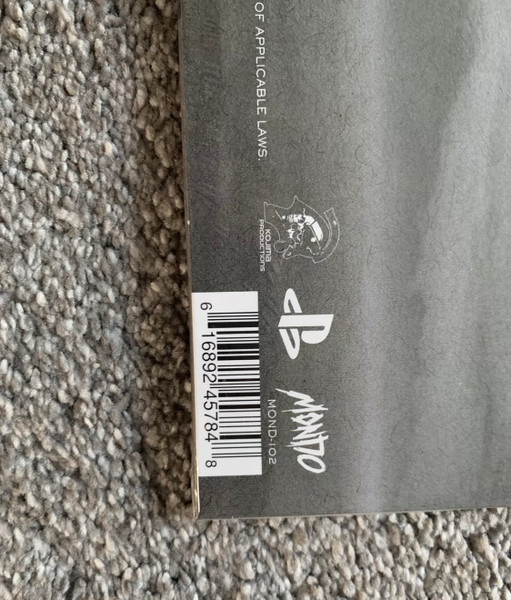 OF APPLICABLE LAWS.
KOJIMA
PRODUCTIONS
MONDO
MOND-102
6 16892 45784 8